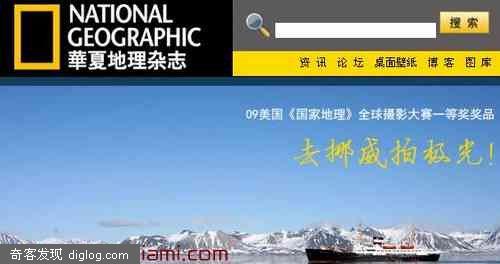 NATIONAL
GEOGRAPHIC
華夏地理杂志
搜 索
资 讯 论 坛 桌面壁纸 博 客 图 库
09美国《国家地理》全球摄影大赛一等奖奖品
去挪威拍极光！
奇客发现 diglog.com
iami.com